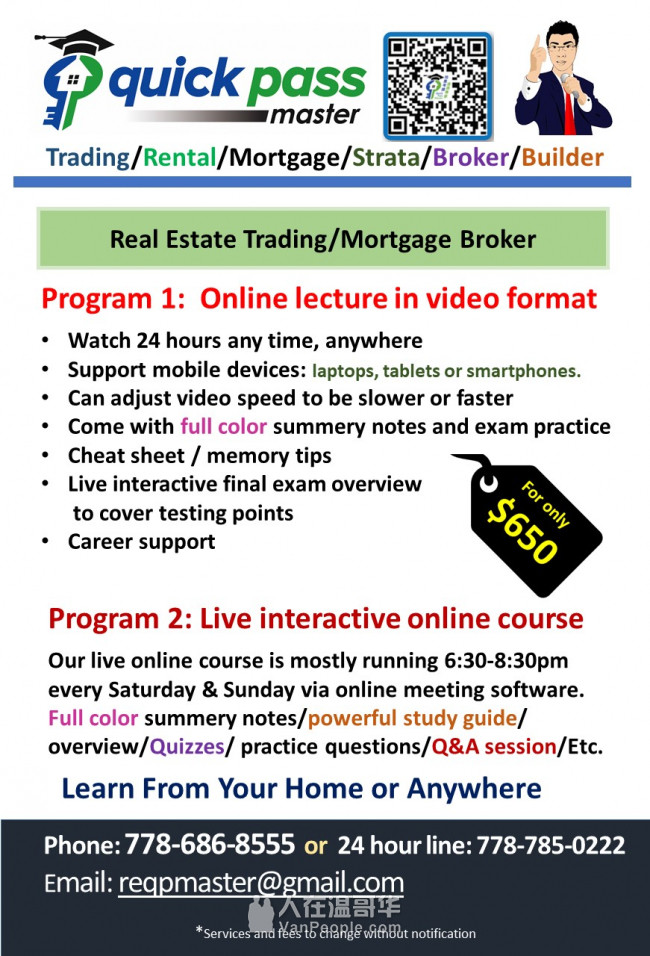 quick pass
master
Trading/Rental/Mortgage/Strata/Broker/Builder
Real Estate Trading/Mortgage Broker
Program 1: Online lecture in video format
• Watch 24 hours any time, anywhere
• Support mobile devices: laptops, tablets or smartphones.
• Can adjust video speed to be slower or faster
• Come with full color summery notes and exam practice
• Cheat sheet / memory tips
• Live interactive final exam overview
to cover testing points
• Career support
For only
$650
Program 2: Live interactive online course
Our live online course is mostly running 6:30-8:30pm
every Saturday & Sunday via online meeting software.
Full color summery notes/powerful study guide/
overview/Quizzes/ practice questions/Q&A session/Etc.
Learn From Your Home or Anywhere
Phone: 778-686-8555 or 24 hour line: 778-785-0222
Email: reqpmaster@gmail.com
人在温哥华
VanPeople.com
*Services and fees to change without notification